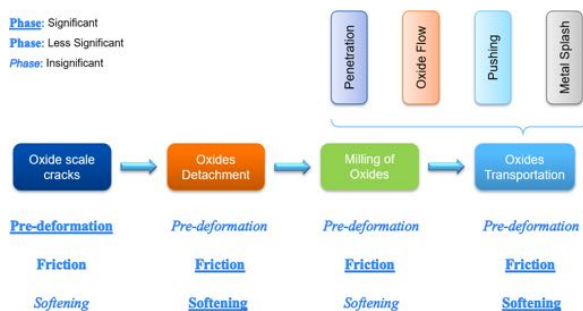 Phase: Significant
Phase: Less Significant
Phase: Insignificant
Penetration
Oxide Flow
Pushing
Metal Splash
Oxide scale
cracks
Oxides
Detachment
Milling of
Oxides
Oxides
Transportation
Pre-deformation
Pre-deformation
Pre-deformation
Pre-deformation
Friction
Friction
Friction
Friction
Softening
Softening
Softening
Softening